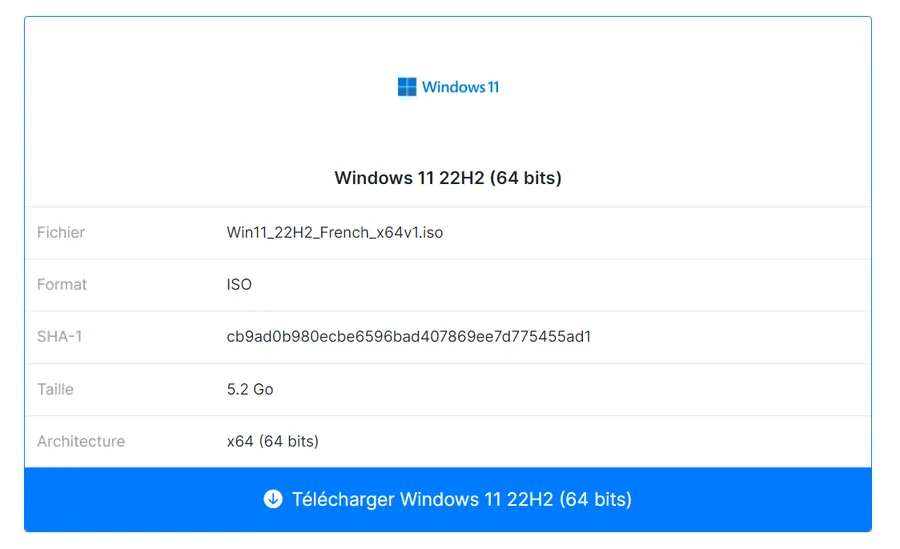 Windows 11
Windows 11 22H2 (64 bits)
Fichier Win11_22H2_French_x64v1.iso
Format ISO
SHA-1 cb9ad0b980ecbe6596bad407869ee7d775455ad1
Taille 5.2 Go
Architecture x64 (64 bits)
Télécharger Windows 11 22H2 (64 bits)